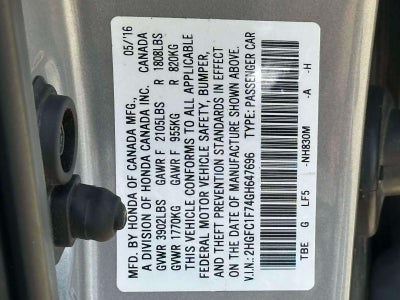 MFD. BY HONDA OF CANADA MFG., 05/'16
A DIVISION OF HONDA CANADA INC. CANADA
GVWR 3902LBS GAWR F 2105LBS R 1808LBS
GVWR 1770KG GAWR F 955KG R 820KG
THIS VEHICLE CONFORMS TO ALL APPLICABLE
FEDERAL MOTOR VEHICLE SAFETY, BUMPER,
AND THEFT PREVENTION STANDARDS IN EFFECT
ON THE DATE OF MANUFACTURE SHOWN ABOVE.
V.I.N.: 2HGFC1F74GH647696 TYPE: PASSENGER CAR
TBE G LF5 -NH830M -A -H